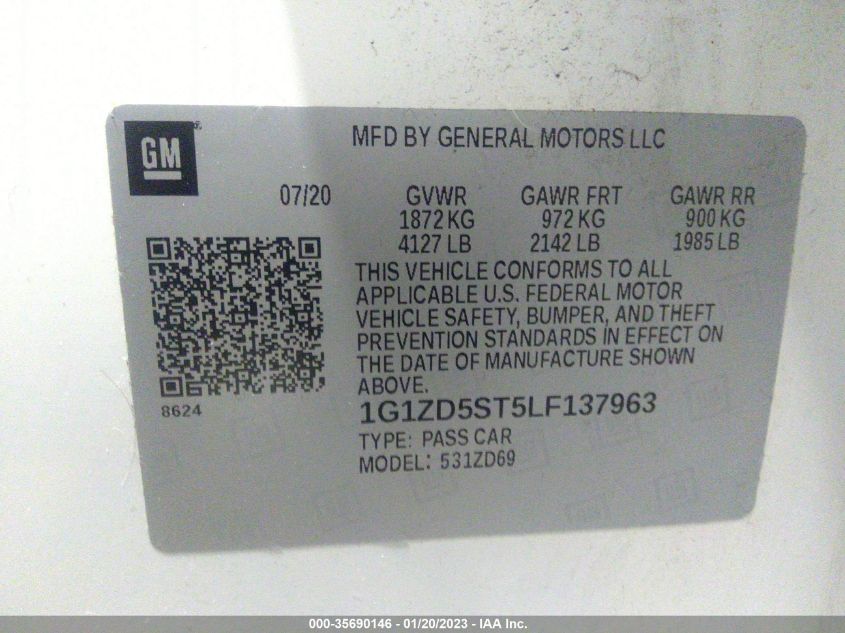 GM®
MFD BY GENERAL MOTORS LLC
07/20 GVWR GAWR FRT GAWR RR
1872 KG 972 KG 900 KG
4127 LB 2142 LB 1985 LB
THIS VEHICLE CONFORMS TO ALL
APPLICABLE U.S. FEDERAL MOTOR
VEHICLE SAFETY, BUMPER, AND THEFT
PREVENTION STANDARDS IN EFFECT ON
THE DATE OF MANUFACTURE SHOWN
ABOVE.
8624
1G1ZD5ST5LF137963
TYPE: PASS CAR
MODEL: 531ZD69
000-35690146 - 01/20/2023 - IAA Inc.